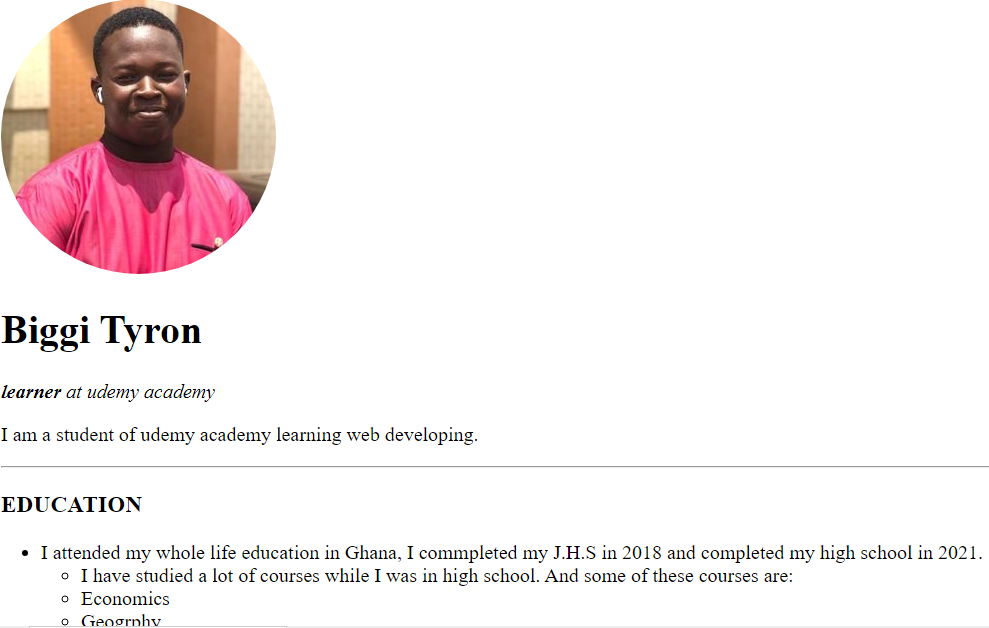 Biggi Tyron
learner at udemy academy
I am a student of udemy academy learning web developing.
EDUCATION
I attended my whole life education in Ghana, I commpleted my J.H.S in 2018 and completed my high school in 2021.
I have studied a lot of courses while I was in high school. And some of these courses are:
Economics
Geogrphy